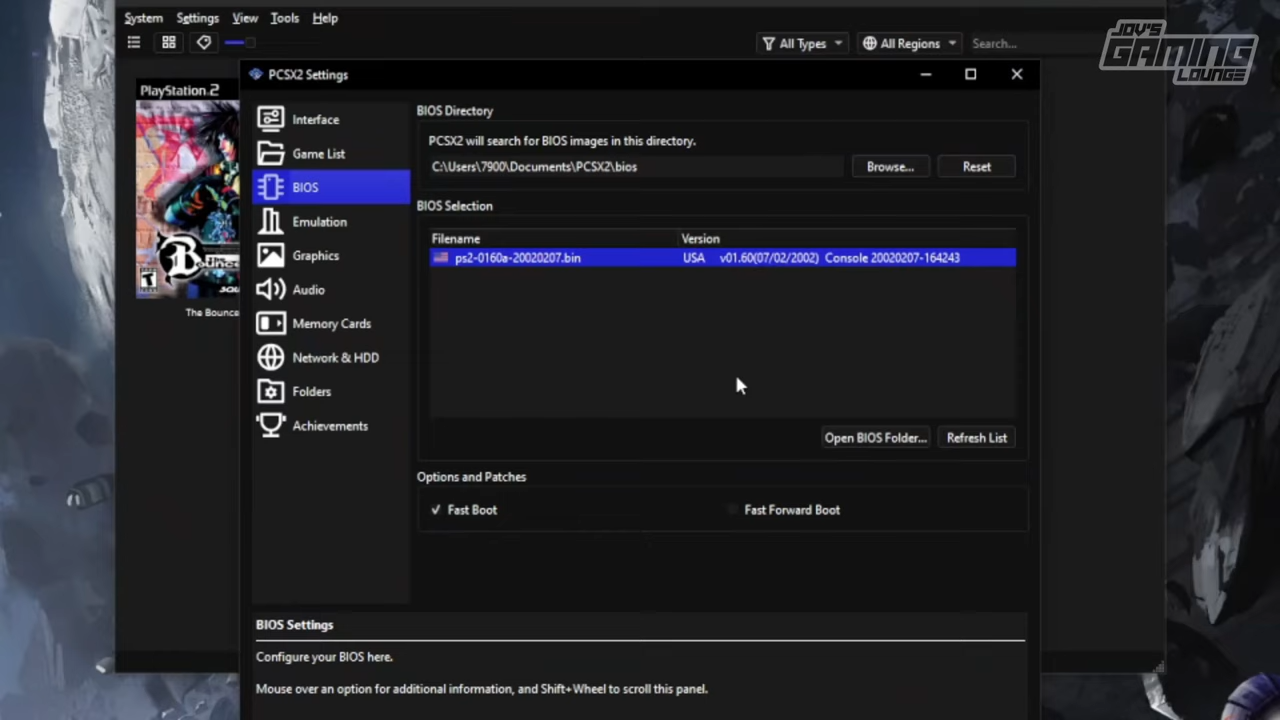 System Settings View Tools Help
All Types All Regions Search...
JOY'S
GAMING
LOUNGE
PCSX2 Settings
PlayStation.2
The Bounce
Interface
Game List
BIOS
Emulation
Graphics
Audio
Memory Cards
Network & HDD
Folders
Achievements
BIOS Directory
PCSX2 will search for BIOS images in this directory.
C:\Users\7900\Documents\PCSX2\bios
Browse... Reset
BIOS Selection
Filename Version
ps2-0160a-20020207.bin USA v01.60(07/02/2002) Console 20020207-164243
Open BIOS Folder... Refresh List
Options and Patches
Fast Boot Fast Forward Boot
BIOS Settings
Configure your BIOS here.
Mouse over an option for additional information, and Shift+Wheel to scroll this panel.